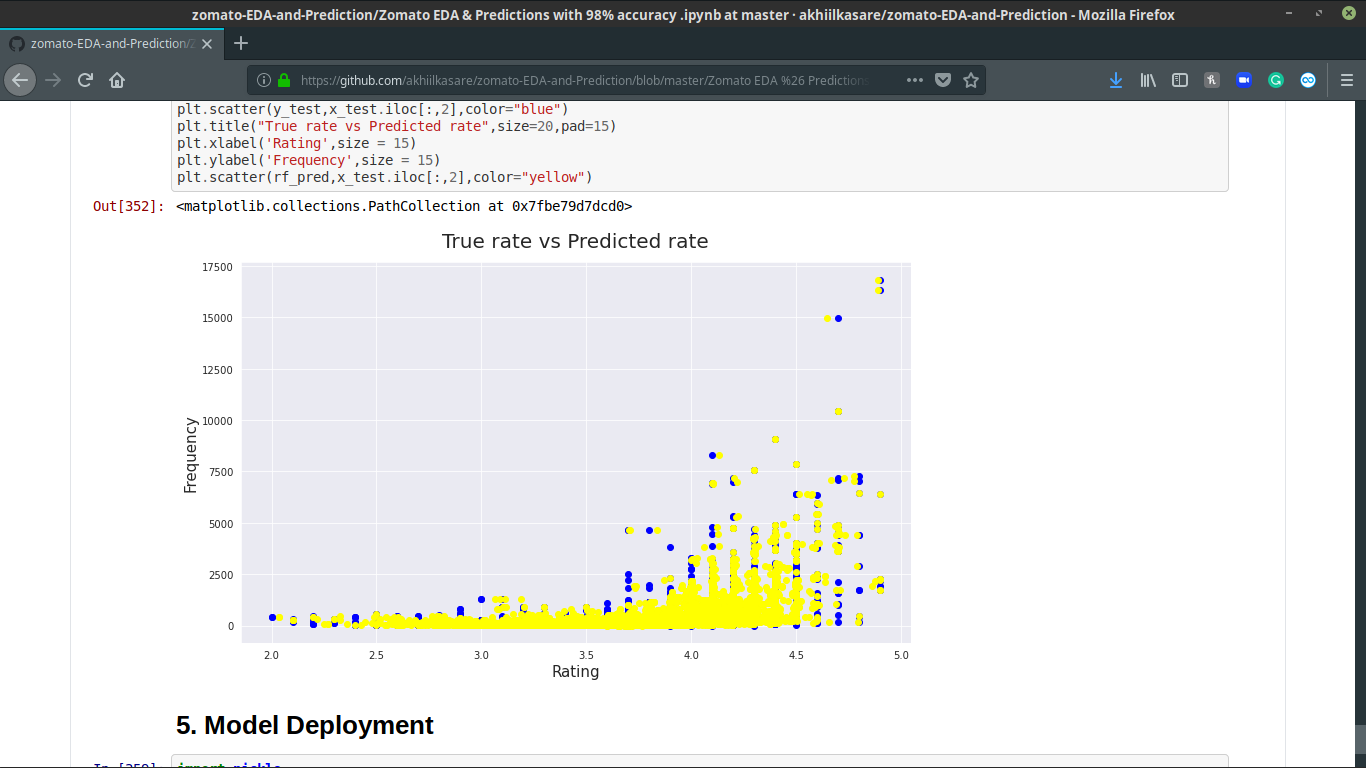 zomato-EDA-and-Prediction/Zomato EDA & Predictions with 98% accuracy .ipynb at master · akhiilkasare/zomato-EDA-and-Prediction - Mozilla Firefox
zomato-EDA-and-Prediction/
https://github.com/akhiilkasare/zomato-EDA-and-Prediction/blob/master/Zomato EDA %26 Prediction
plt.scatter(y_test,x_test.iloc[:,2],color="blue")
plt.title("True rate vs Predicted rate",size=20,pad=15)
plt.xlabel('Rating',size = 15)
plt.ylabel('Frequency',size = 15)
plt.scatter(rf_pred,x_test.iloc[:,2],color="yellow")
Out[352]: <matplotlib.collections.PathCollection at 0x7fbe79d7dcd0>
True rate vs Predicted rate
17500
15000
12500
10000
7500
5000
2500
0
Frequency
2.0 2.5 3.0 3.5 4.0 4.5 5.0
Rating
5. Model Deployment
import pickle